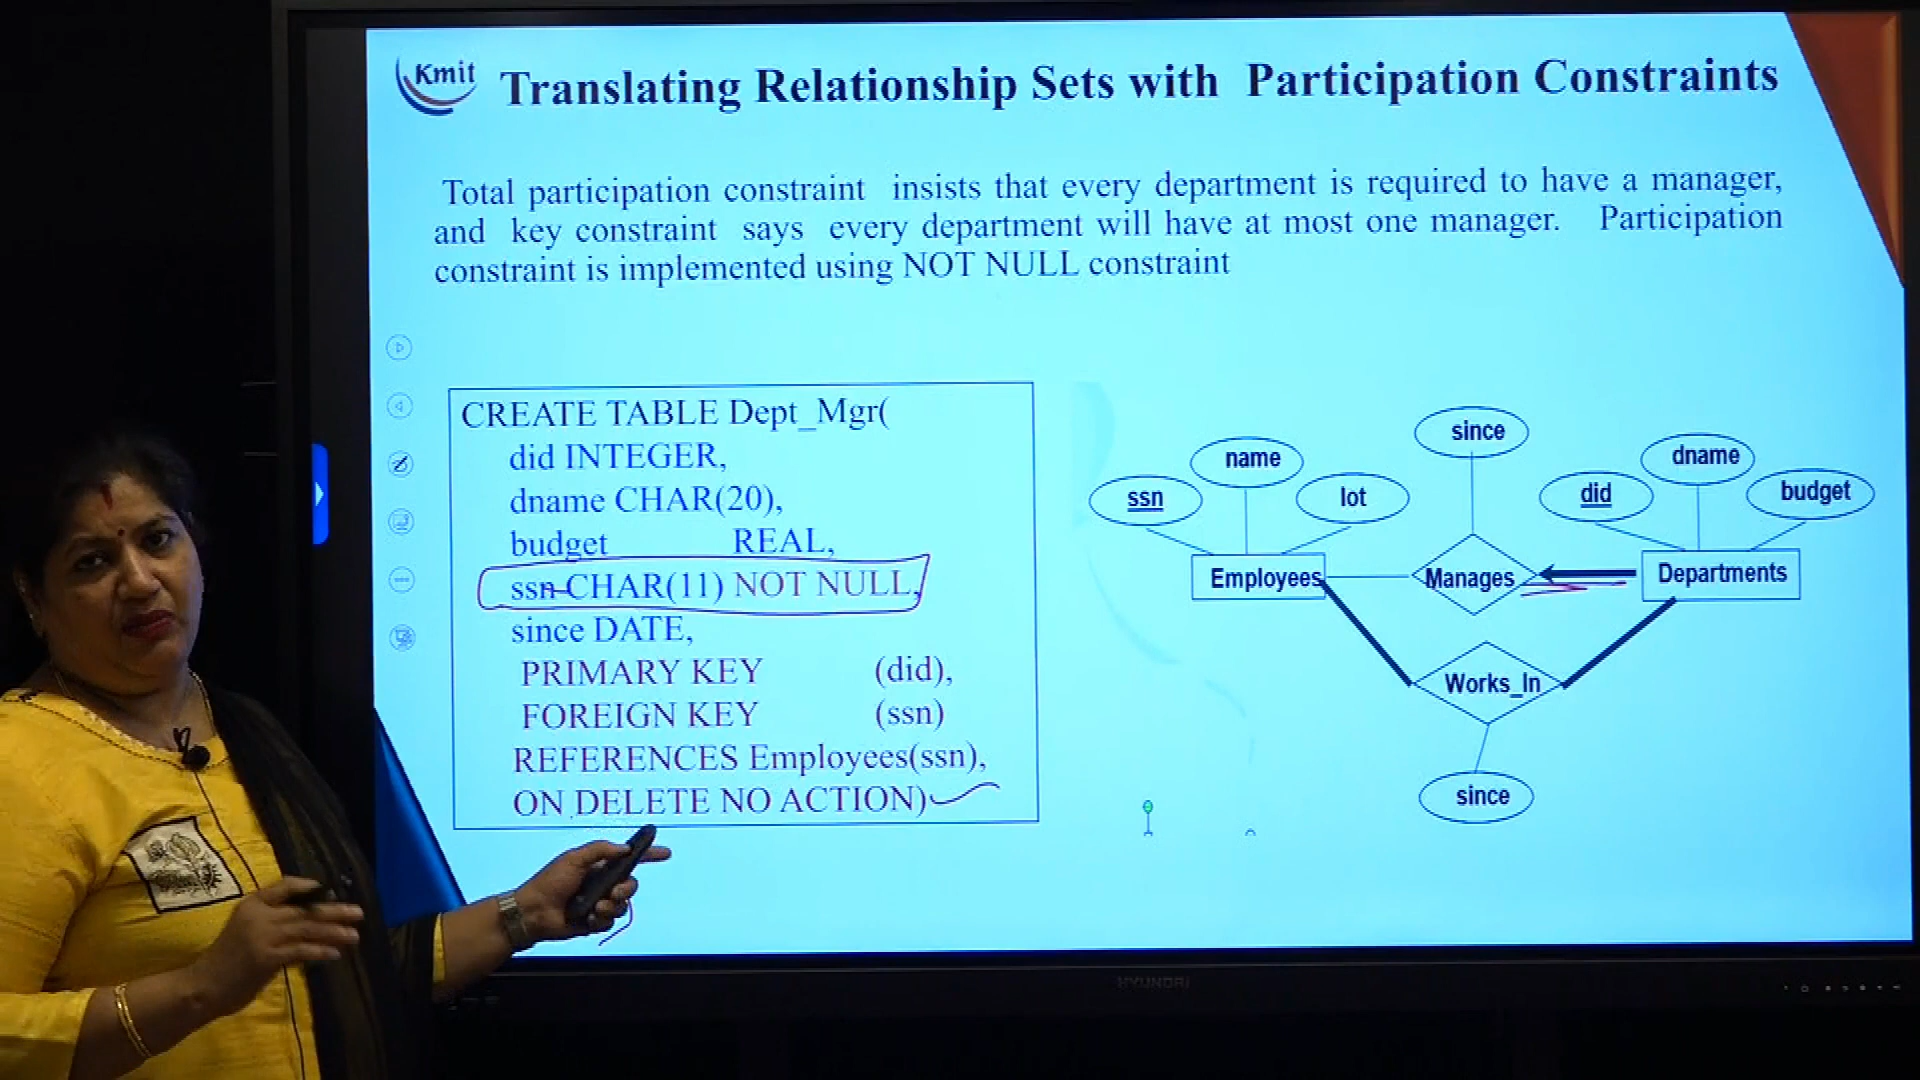 Kmit
Translating Relationship Sets with Participation Constraints
Total participation constraint insists that every department is required to have a manager,
and key constraint says every department will have at most one manager. Participation
constraint is implemented using NOT NULL constraint
CREATE TABLE Dept_Mgr(
did INTEGER,
dname CHAR(20),
budget REAL,
ssn CHAR(11) NOT NULL,
since DATE,
PRIMARY KEY (did),
FOREIGN KEY (ssn)
REFERENCES Employees(ssn),
ON DELETE NO ACTION)
since
name
dname
ssn
lot
did
budget
Employees
Manages
Departments
Works_In
since
HYUNDAI